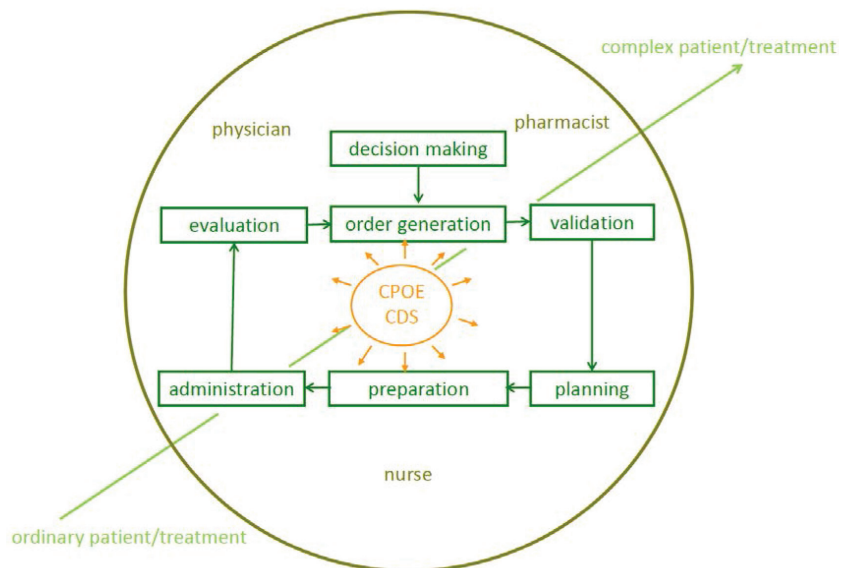 complex patient/treatment
physician
pharmacist
decision making
evaluation
order generation
validation
CPOE
CDS
administration
preparation
planning
nurse
ordinary patient/treatment